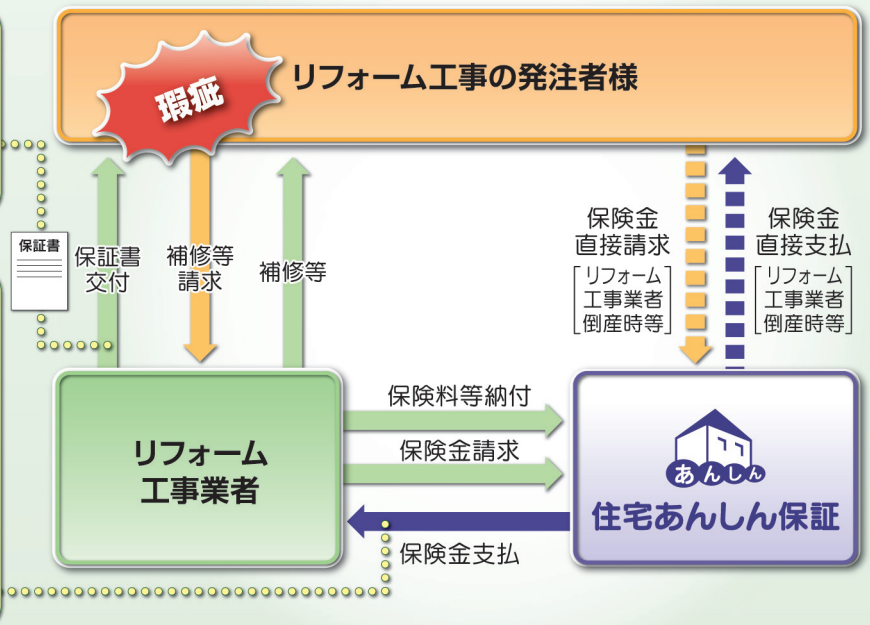 瑕疵
リフォーム工事の発注者様
保証書
保証書
交付
補修等
請求
補修等
保険金
直接請求
リフォーム
工事業者
倒産時等
保険金
直接支払
リフォーム
工事業者
倒産時等
リフォーム
工事業者
保険料等納付
保険金請求
保険金支払
あんしん
住宅あんしん保証